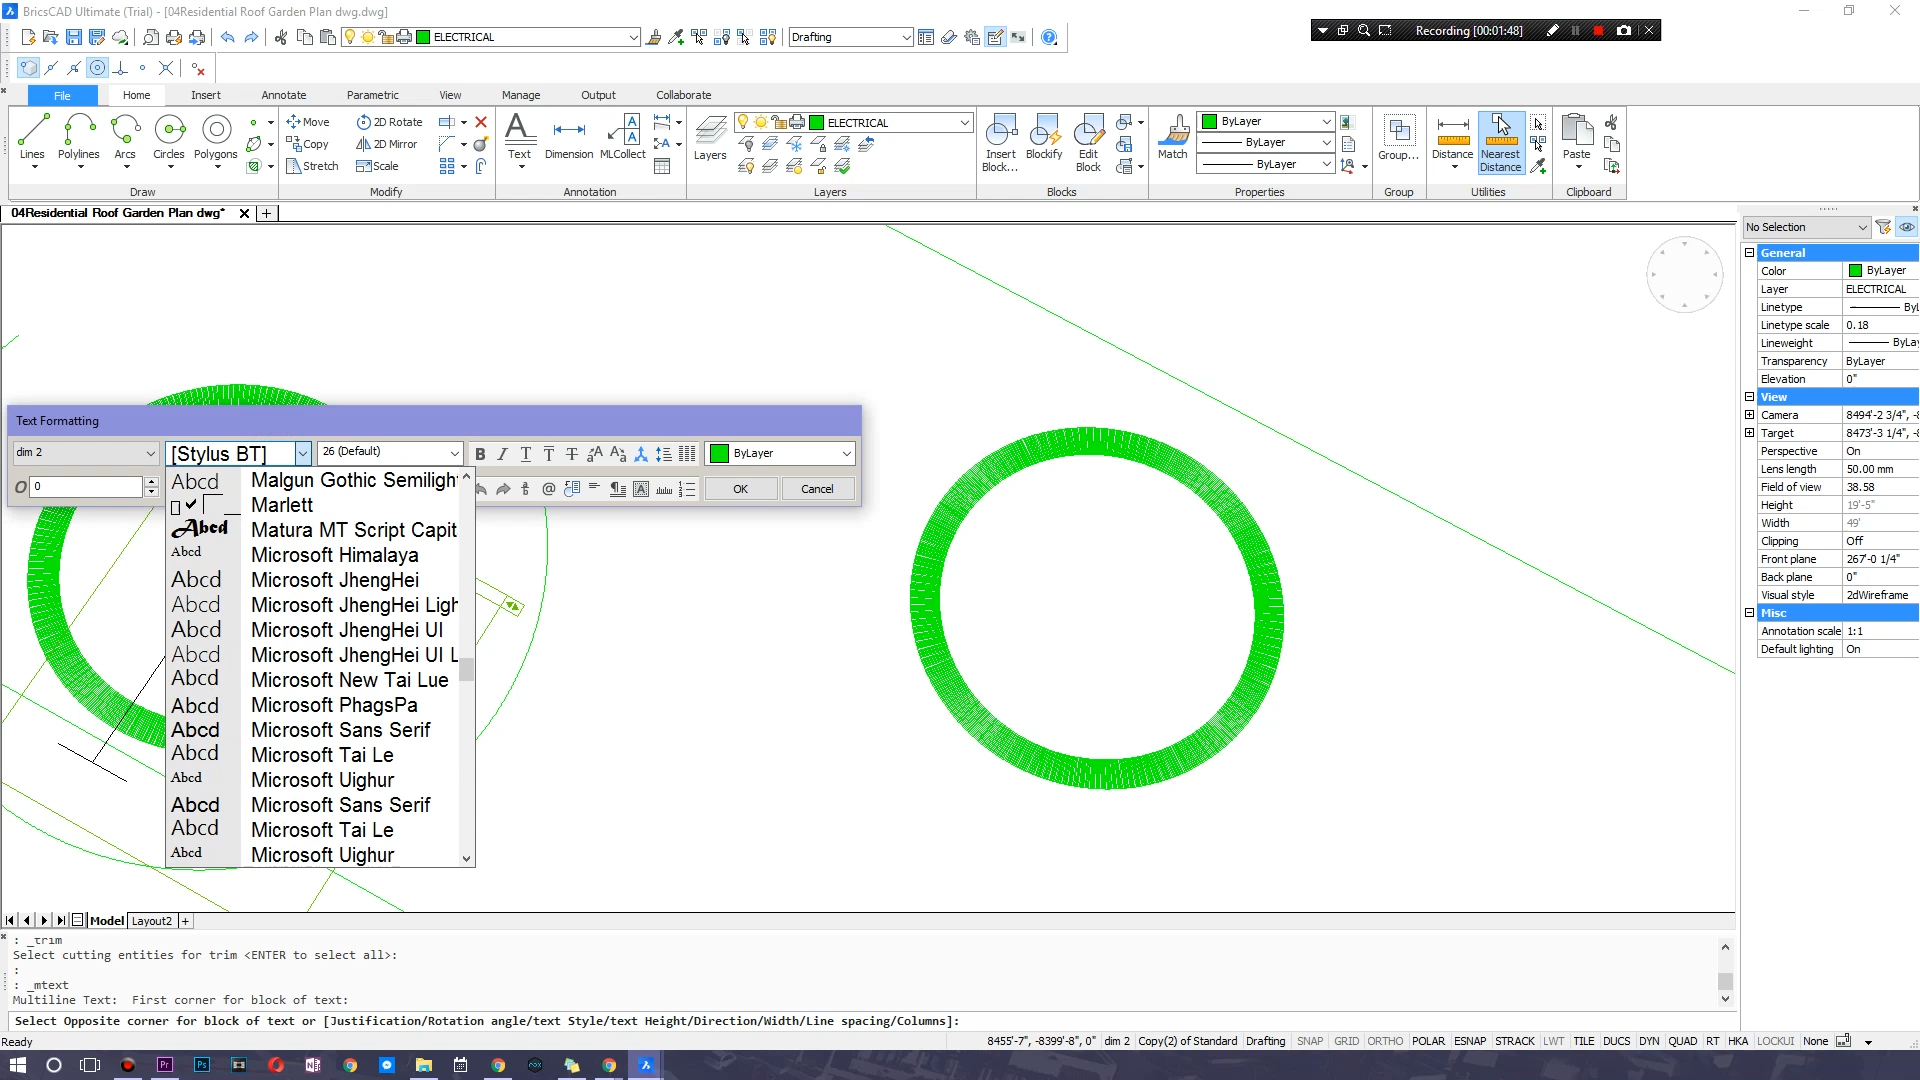 BricsCAD Ultimate (Trial) - [04Residential Roof Garden Plan dwg.dwg]
ELECTRICAL
Drafting
Recording [00:01:48]
File Home Insert Annotate Parametric View Manage Output Collaborate
Lines Polylines Arcs Circles Polygons
Move 2D Rotate
Copy 2D Mirror
Stretch Scale
Text Dimension MLCollect
Layers
ELECTRICAL
Insert Block...
Blockify
Edit Block
Match
ByLayer
ByLayer
ByLayer
Group...
Distance
Nearest Distance
Paste
Draw Modify Annotation Layers Blocks Properties Group Utilities Clipboard
04Residential Roof Garden Plan dwg*
No Selection
General
Color ByLayer
Layer ELECTRICAL
Linetype ByL
Linetype scale 0.18
Lineweight ByLay
Transparency ByLayer
Elevation 0"
View
Camera 8494'-2 3/4", -8
Target 8473'-3 1/4", -8
Perspective On
Lens length 50.00 mm
Field of view 38.58
Height 19'-5"
Width 49'
Clipping Off
Front plane 267'-0 1/4"
Back plane 0"
Visual style 2dWireframe
Misc
Annotation scale 1:1
Default lighting On
Text Formatting
dim 2 [Stylus BT] 26 (Default) ByLayer
0
OK Cancel
Abcd Malgun Gothic Semiligh
Marlett
Abcd Matura MT Script Capit
Abcd Microsoft Himalaya
Abcd Microsoft JhengHei
Abcd Microsoft JhengHei Ligh
Abcd Microsoft JhengHei UI
Abcd Microsoft JhengHei UI L
Abcd Microsoft New Tai Lue
Abcd Microsoft PhagsPa
Abcd Microsoft Sans Serif
Abcd Microsoft Tai Le
Abcd Microsoft Uighur
Abcd Microsoft Sans Serif
Abcd Microsoft Tai Le
Abcd Microsoft Uighur
Model Layout2 +
: _trim
Select cutting entities for trim <ENTER to select all>:
:
: _mtext
Multiline Text:  First corner for block of text:
Select Opposite corner for block of text or [Justification/Rotation angle/text Style/text Height/Direction/Width/Line spacing/Columns]:
Ready
8455'-7", -8399'-8", 0" dim 2 Copy(2) of Standard Drafting SNAP GRID ORTHO POLAR ESNAP STRACK LWT TILE DUCS DYN QUAD RT HKA LOCKUI None